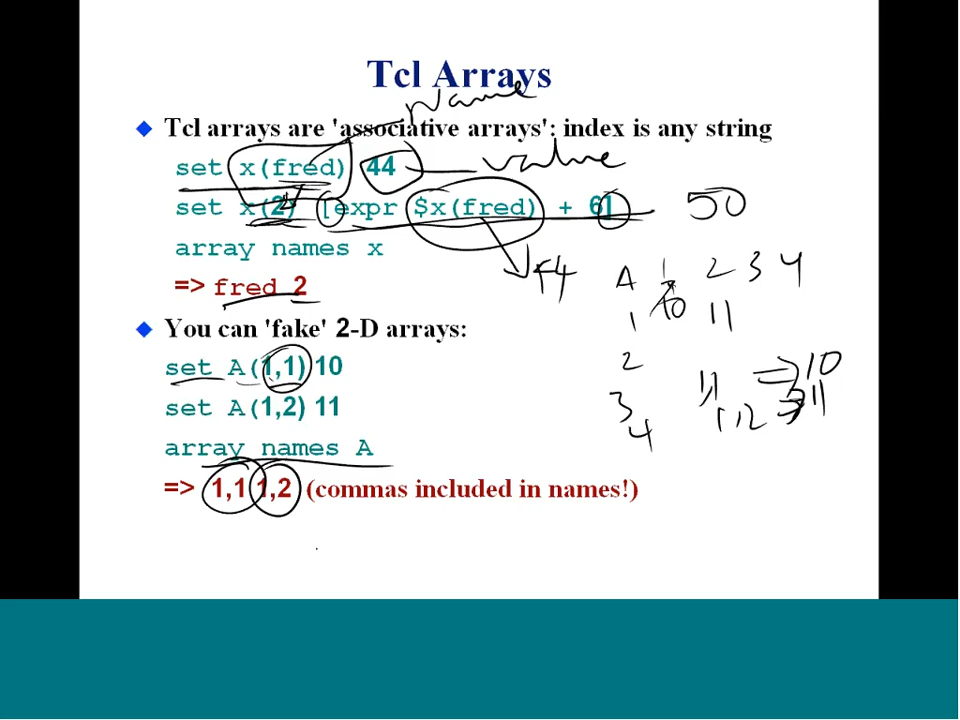 Tcl Arrays
Name
Tcl arrays are 'associative arrays': index is any string
set x(fred) 44 value
set x(2) [expr $x(fred) + 6] 50
array names x
44
A 1 2 3 4
=> fred 2
10
1 11
You can 'fake' 2-D arrays:
2
set A(1,1) 10
1,1 => 10
3
set A(1,2) 11
1,2 => 11
4
array names A
=> 1,1 1,2 (commas included in names!)